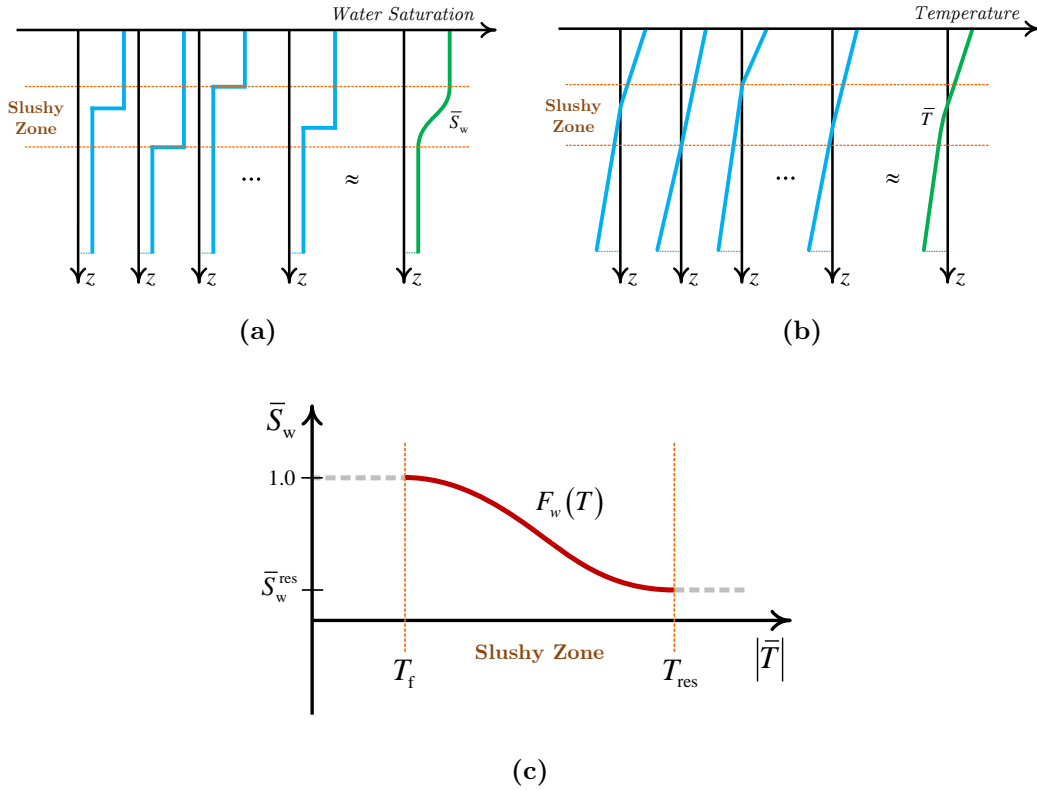 Water Saturation
Temperature
Slushy
Zone
S̅w
... ≈
z z z z z
(a)
Slushy
Zone
T̅
... ≈
z z z z z
(b)
S̅w
1.0
Fw(T)
S̅w^res
Slushy Zone
Tf
Tres
|T̅|
(c)